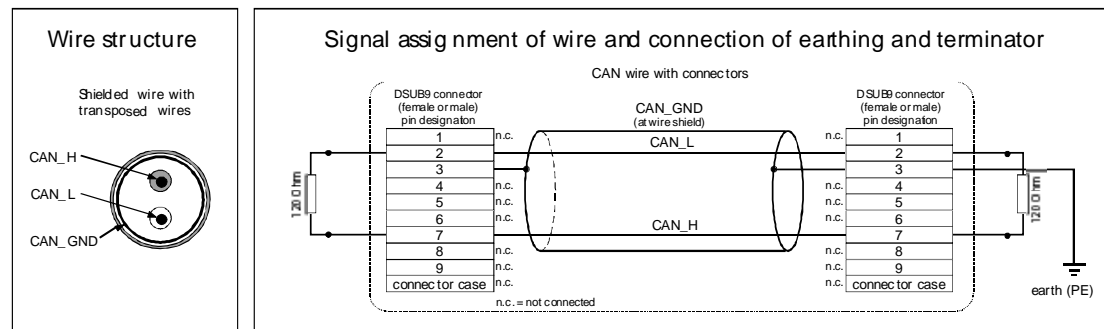 Wire structure
Shielded wire with
transposed wires
CAN_H
CAN_L
CAN_GND
Signal assignment of wire and connection of earthing and terminator
CAN wire with connectors
DSUB9 connector
(female or male)
pin designation
CAN_GND
(at wire shield)
DSUB9 connector
(female or male)
pin designation
1 n.c. n.c. 1
2 CAN_L 2
3 3
4 n.c. n.c. 4
5 n.c. n.c. 5
6 n.c. n.c. 6
7 CAN_H 7
8 n.c. n.c. 8
9 n.c. n.c. 9
connector case n.c. n.c. connector case
120 Ohm
120 Ohm
n.c. = not connected
earth (PE)